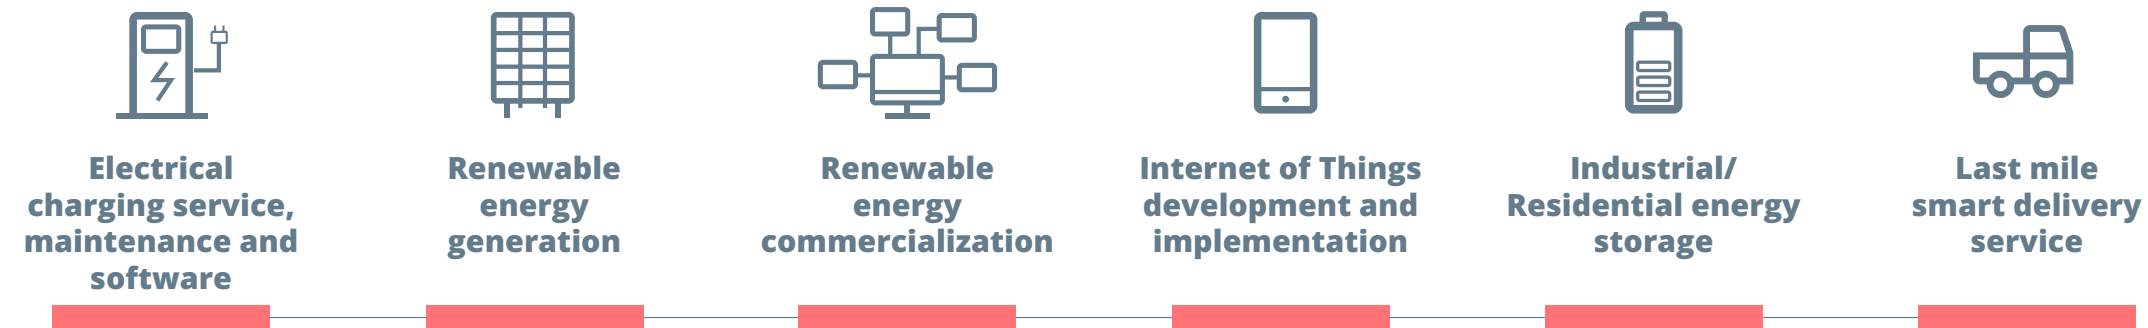 Electrical
charging service,
maintenance and
software
Renewable
energy
generation
Renewable
energy
commercialization
Internet of Things
development and
implementation
Industrial/
Residential energy
storage
Last mile
smart delivery
service